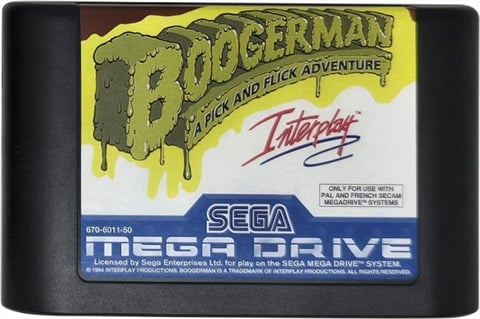 BOOGERMAN
A PICK AND FLICK ADVENTURE
Interplay™
ONLY FOR USE WITH
PAL AND FRENCH SECAM
MEGADRIVE™ SYSTEMS
670-6011-50
SEGA
MEGA DRIVE
Licensed by Sega Enterprises Ltd. for play on the SEGA MEGA DRIVE™ SYSTEM.
© 1994 INTERPLAY PRODUCTIONS. BOOGERMAN IS A TRADEMARK OF INTERPLAY PRODUCTIONS. ALL RIGHTS RESERVED.